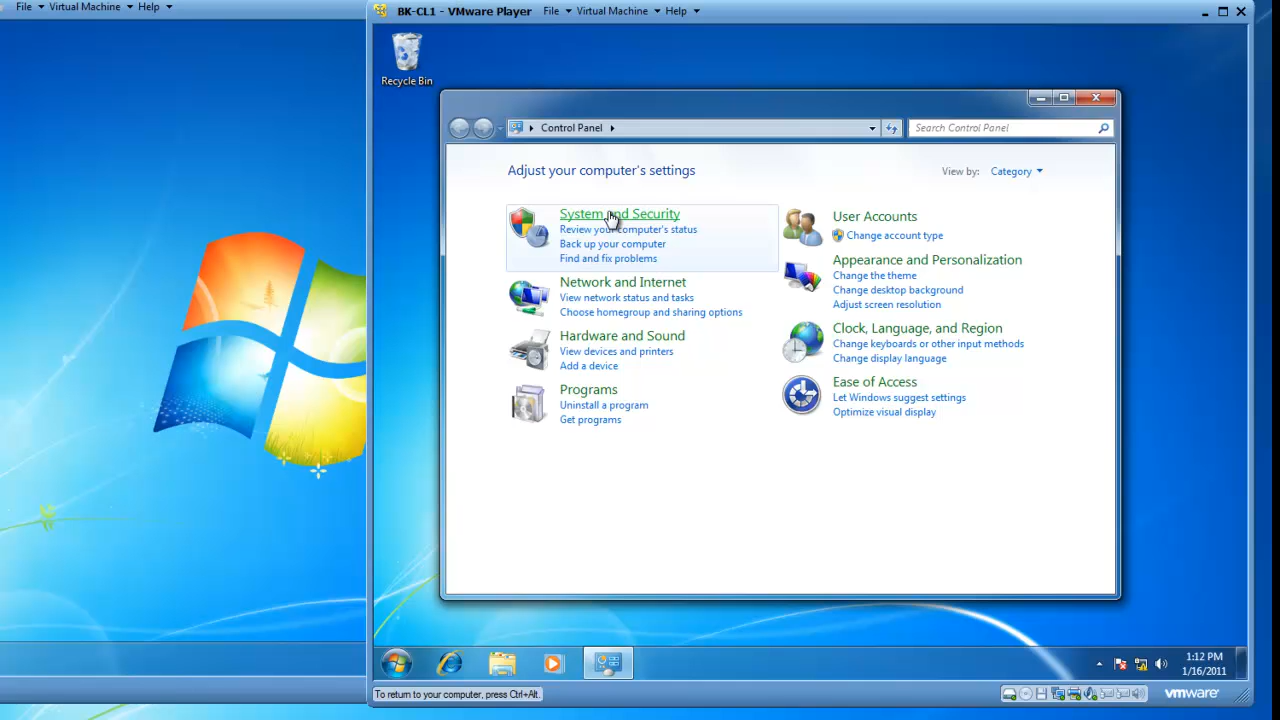 File Virtual Machine Help
BK-CL1 - VMware Player File Virtual Machine Help
Recycle Bin
Control Panel
Search Control Panel
Adjust your computer's settings
View by: Category
System and Security
Review your computer's status
Back up your computer
Find and fix problems
Network and Internet
View network status and tasks
Choose homegroup and sharing options
Hardware and Sound
View devices and printers
Add a device
Programs
Uninstall a program
Get programs
User Accounts
Change account type
Appearance and Personalization
Change the theme
Change desktop background
Adjust screen resolution
Clock, Language, and Region
Change keyboards or other input methods
Change display language
Ease of Access
Let Windows suggest settings
Optimize visual display
1:12 PM
1/16/2011
To return to your computer, press Ctrl+Alt.
vmware